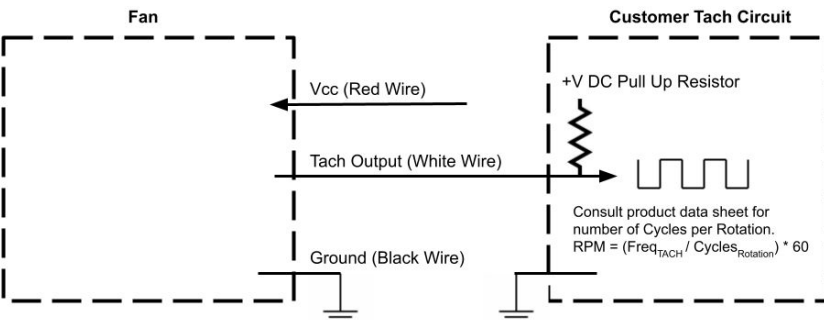 Fan
Customer Tach Circuit
+V DC Pull Up Resistor
Vcc (Red Wire)
Tach Output (White Wire)
Consult product data sheet for
number of Cycles per Rotation.
RPM = (FreqTACH / CyclesRotation) * 60
Ground (Black Wire)